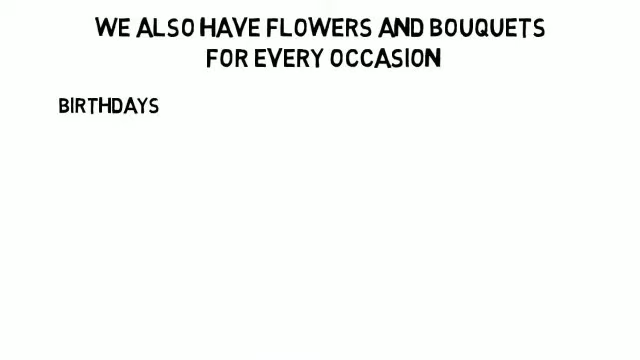 WE ALSO HAVE FLOWERS AND BOUQUETS
FOR EVERY OCCASION
BIRTHDAYS